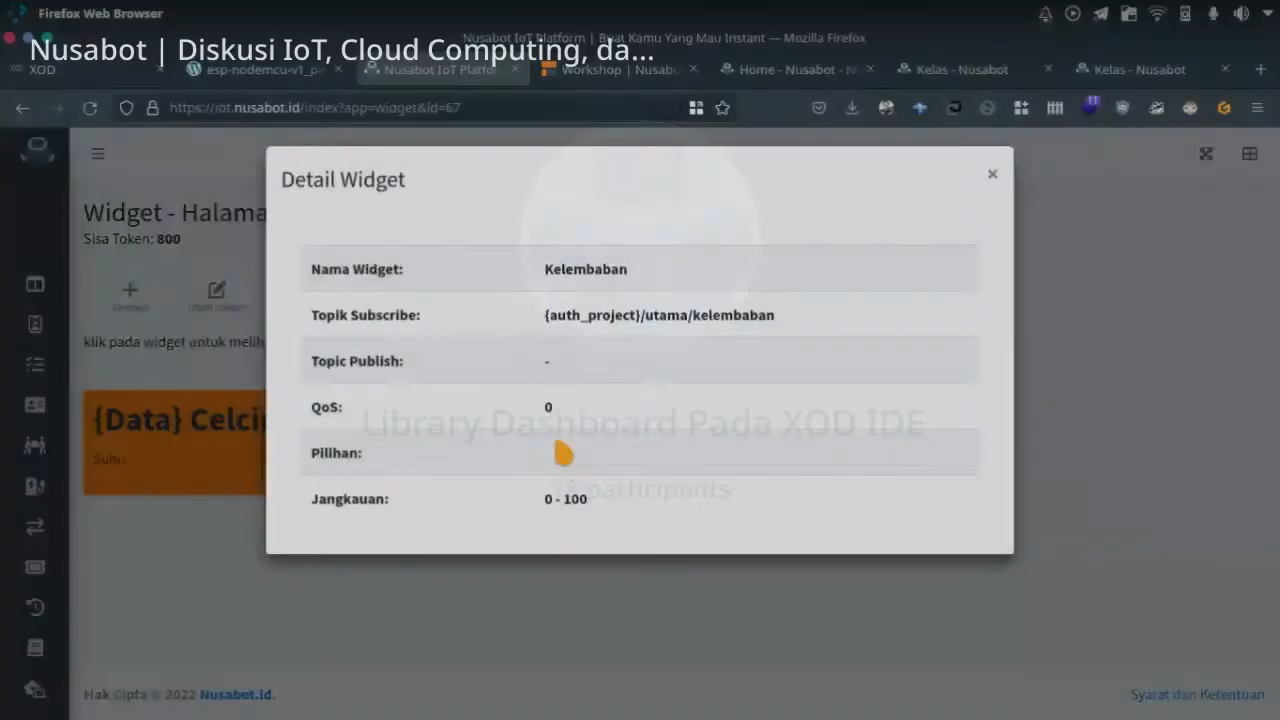 Firefox Web Browser
Nusabot IoT Platform | Buat Kamu Yang Mau Instant — Mozilla Firefox
Nusabot | Diskusi IoT, Cloud Computing, da...
XOD
esp-nodemcu-v1_pi
Nusabot IoT Platfor
Workshop | Nusab
Home - Nusabot - N
Kelas - Nusabot
Kelas - Nusabot
https://iot.nusabot.id/index?app=widget&id=67
11
Detail Widget
×
Widget - Halama
Sisa Token: 800
Nama Widget: Kelembaban
Topik Subscribe: {auth_project}/utama/kelembaban
klik pada widget untuk melih
Topic Publish: -
QoS: 0
{Data} Celci
Library Dashboard Pada XOD IDE
Suhu
Pilihan:
participants
Jangkauan: 0 - 100
Hak Cipta © 2022 Nusabot.id.
Syarat dan Ketentuan